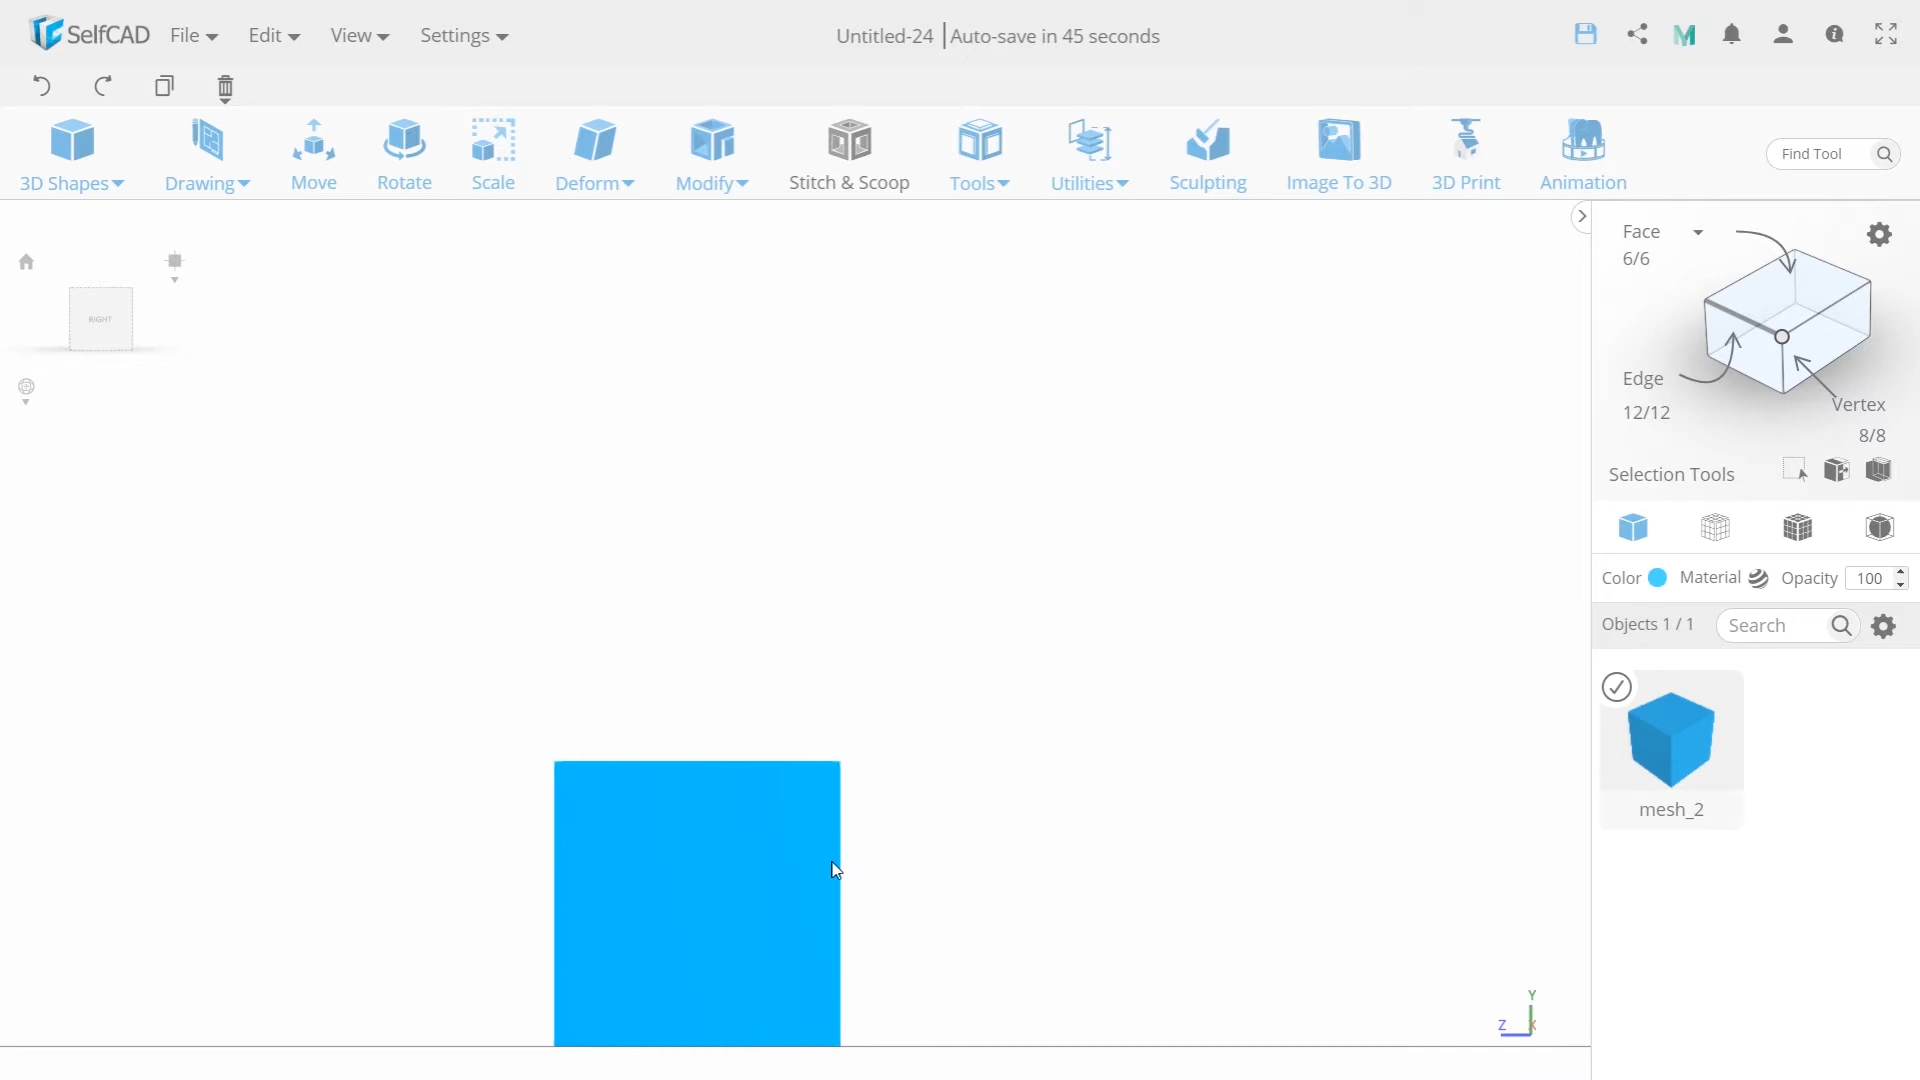 SelfCAD File Edit View Settings Untitled-24 Auto-save in 45 seconds
3D Shapes Drawing Move Rotate Scale Deform Modify Stitch & Scoop Tools Utilities Sculpting Image To 3D 3D Print Animation Find Tool
RIGHT
Face
6/6
Edge
12/12
Vertex
8/8
Selection Tools
Color Material Opacity 100
Objects 1 / 1 Search
mesh_2
Y
Z X